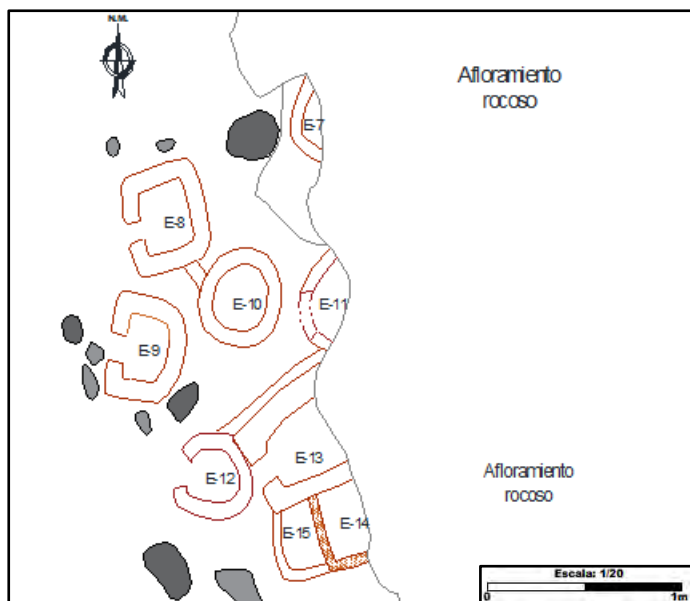 N.M.
Afloramiento
rocoso
E-7
E-8
E-10
E-11
E-9
E-13
E-12
Afloramiento
rocoso
E-14
E-15
Escala: 1/20
0
1m